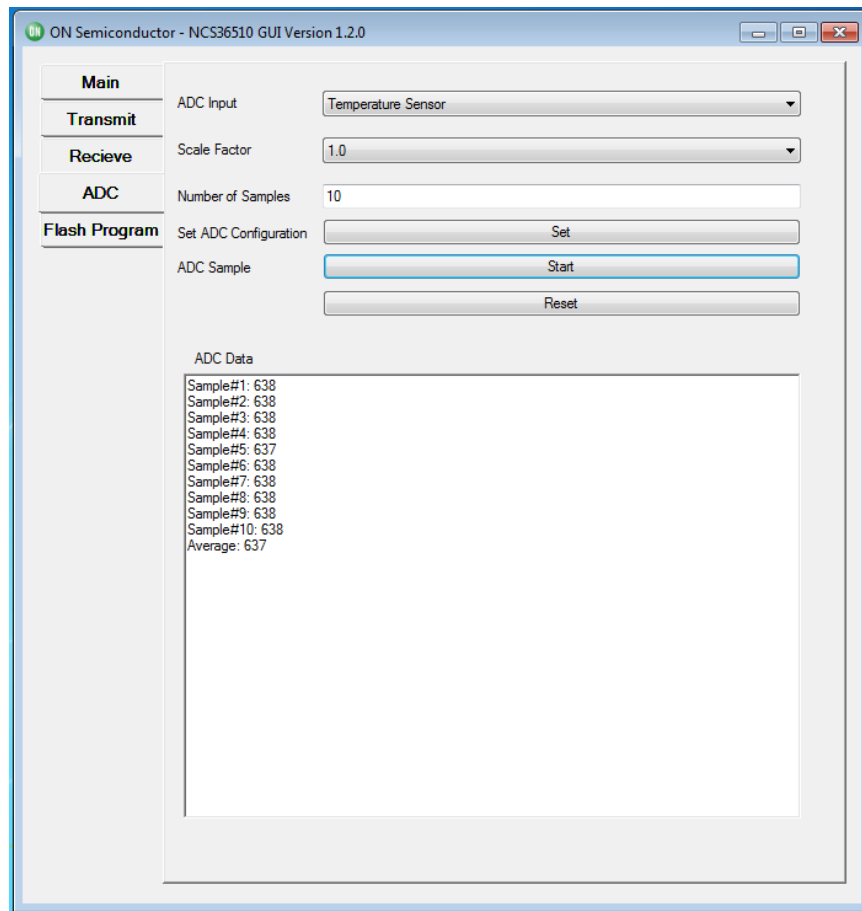 ON Semiconductor - NCS36510 GUI Version 1.2.0
Main
Transmit
Recieve
ADC
Flash Program
ADC Input
Temperature Sensor
Scale Factor
1.0
Number of Samples
10
Set ADC Configuration
Set
ADC Sample
Start
Reset
ADC Data
Sample#1: 638
Sample#2: 638
Sample#3: 638
Sample#4: 638
Sample#5: 637
Sample#6: 638
Sample#7: 638
Sample#8: 638
Sample#9: 638
Sample#10: 638
Average: 637